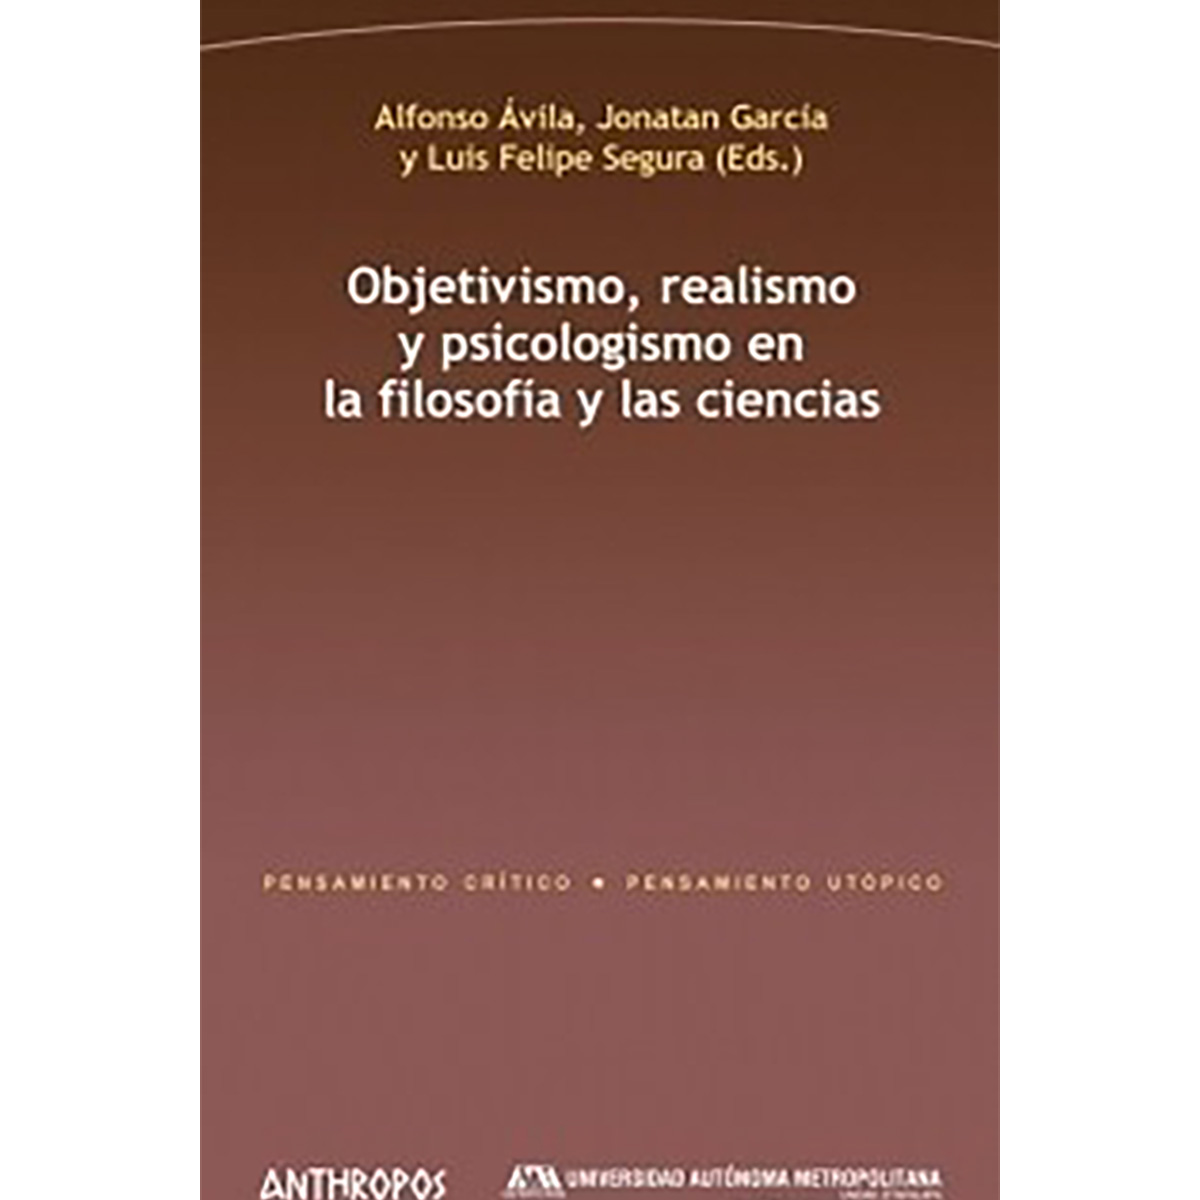 Alfonso Ávila, Jonatan García
y Luis Felipe Segura (Eds.)
Objetivismo, realismo
y psicologismo en
la filosofía y las ciencias
PENSAMIENTO CRÍTICO • PENSAMIENTO UTÓPICO
ANTHROPOS
UNIVERSIDAD AUTÓNOMA METROPOLITANA